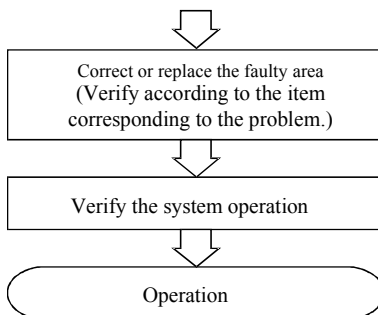 Correct or replace the faulty area
(Verify according to the item
corresponding to the problem.)
Verify the system operation
Operation